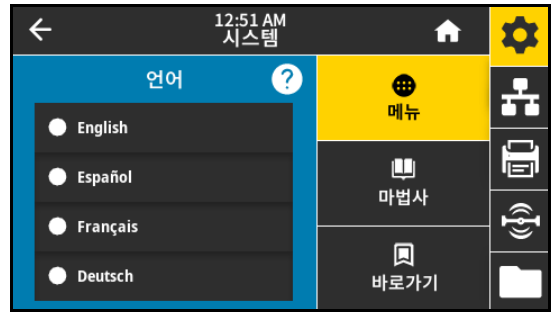 12:51 AM
시스템
언어
?
English
Español
Français
Deutsch
메뉴
마법사
바로가기